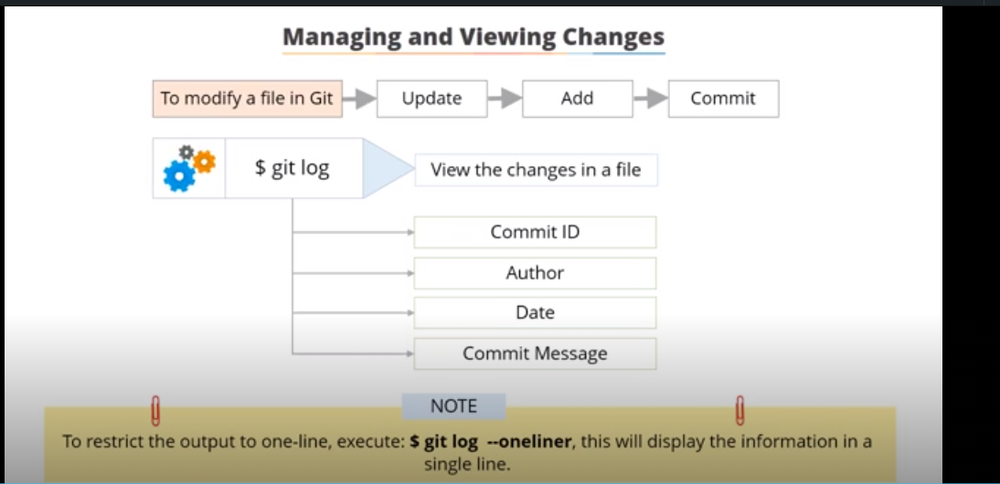 Managing and Viewing Changes
To modify a file in Git
Update
Add
Commit
$ git log
View the changes in a file
Commit ID
Author
Date
Commit Message
NOTE
To restrict the output to one-line, execute: $ git log --oneliner, this will display the information in a
single line.